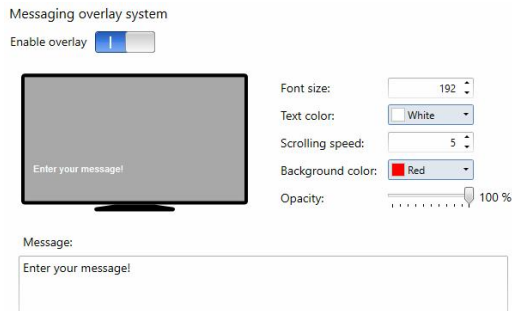 Messaging overlay system
Enable overlay
Enter your message!
Font size: 192
Text color: White
Scrolling speed: 5
Background color: Red
Opacity: 100 %
Message:
Enter your message!